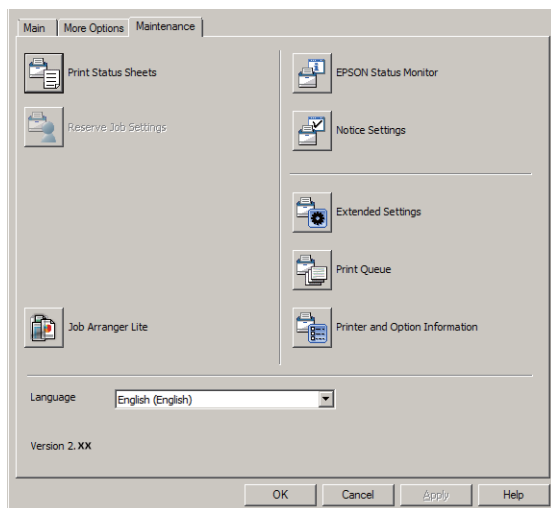 Main
More Options
Maintenance
Print Status Sheets
EPSON Status Monitor
Reserve Job Settings
Notice Settings
Extended Settings
Print Queue
Job Arranger Lite
Printer and Option Information
Language
English (English)
Version 2.XX
OK
Cancel
Apply
Help